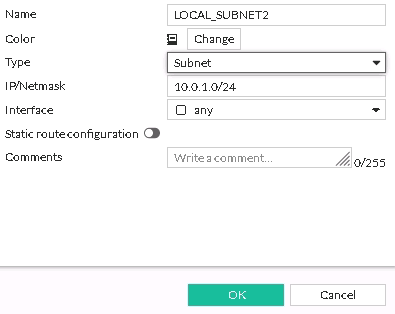 Name LOCAL_SUBNET2
Color Change
Type Subnet
IP/Netmask 10.0.1.0/24
Interface any
Static route configuration
Comments Write a comment... 0/255
OK Cancel